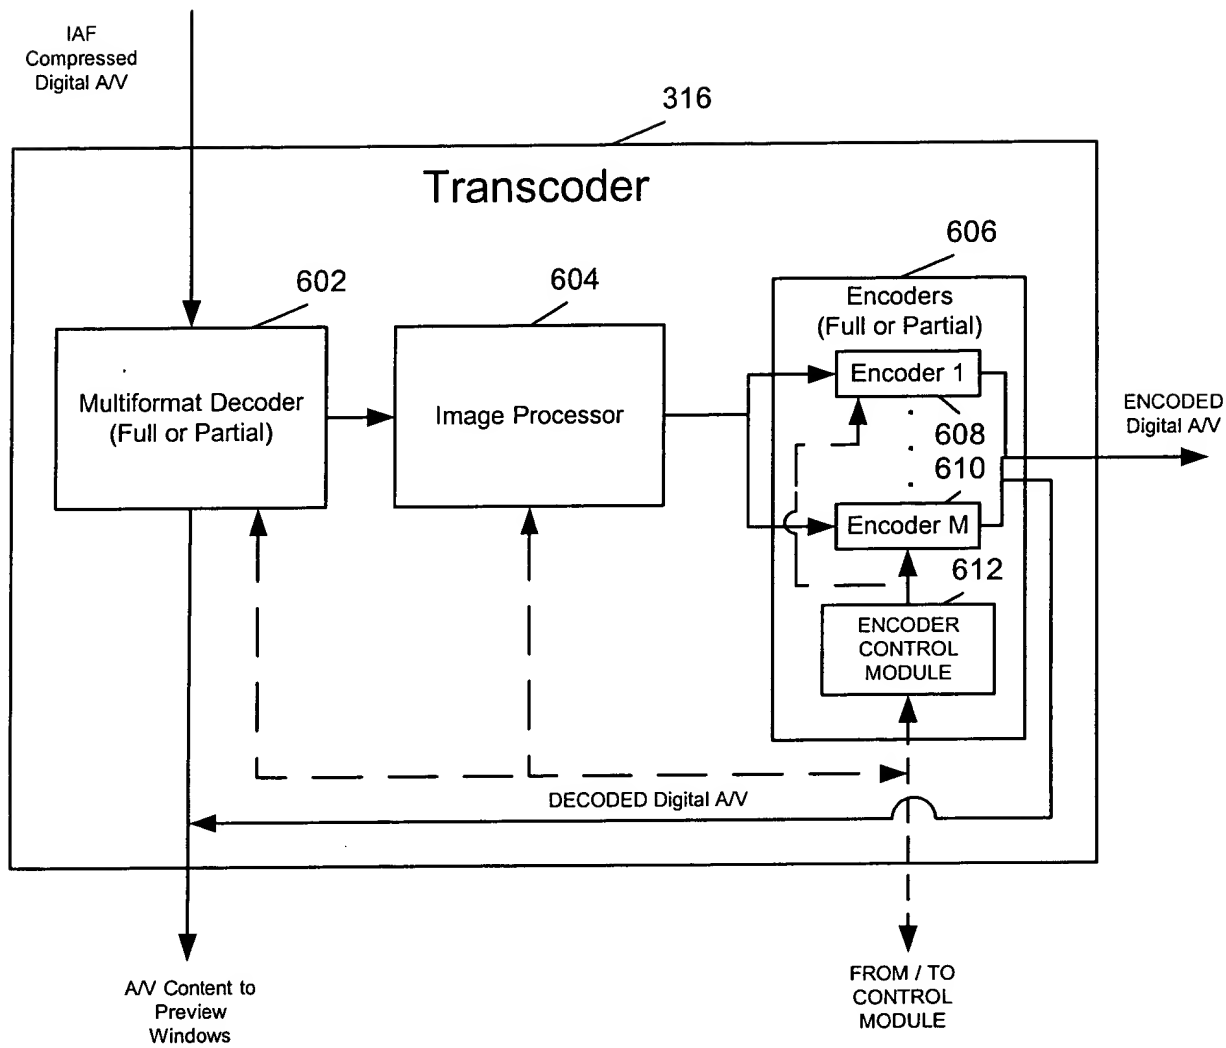 IAF
Compressed
Digital A/V
316
Transcoder
606
602
604
Encoders
(Full or Partial)
Encoder 1
Multiformat Decoder
(Full or Partial)
Image Processor
ENCODED
Digital A/V
608
610
Encoder M
612
ENCODER
CONTROL
MODULE
DECODED Digital A/V
A/V Content to
Preview
Windows
FROM / TO
CONTROL
MODULE